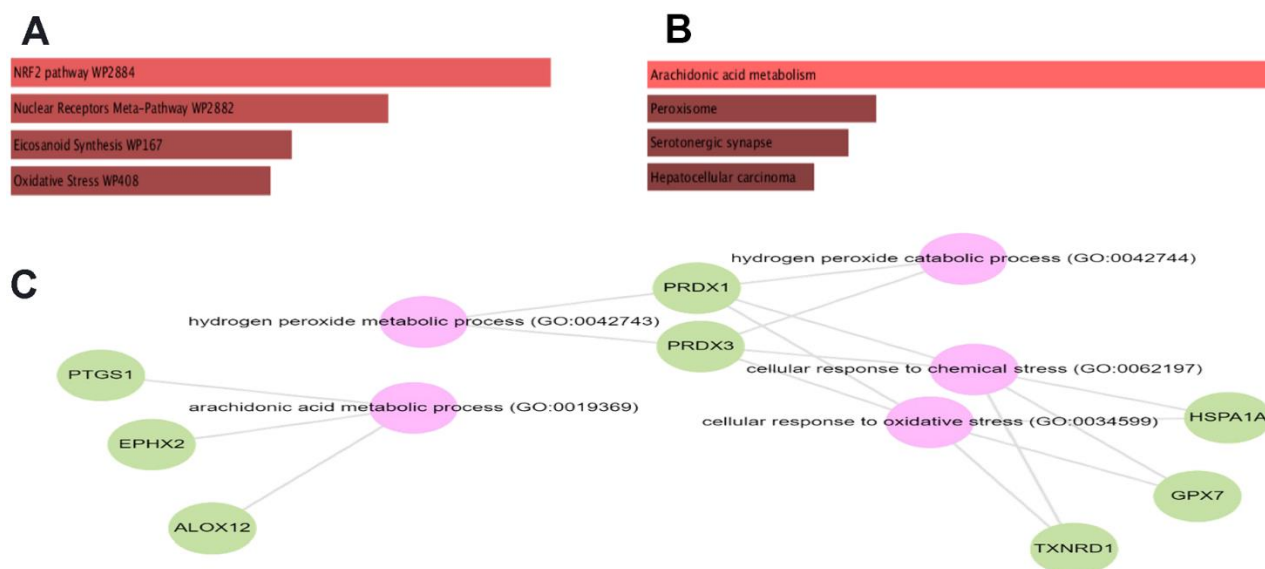 A
NRF2 pathway WP2884
Nuclear Receptors Meta-Pathway WP2882
Eicosanoid Synthesis WP167
Oxidative Stress WP408
B
Arachidonic acid metabolism
Peroxisome
Serotonergic synapse
Hepatocellular carcinoma
C
hydrogen peroxide catabolic process (GO:0042744)
PRDX1
hydrogen peroxide metabolic process (GO:0042743)
PRDX3
cellular response to chemical stress (GO:0062197)
PTGS1
arachidonic acid metabolic process (GO:0019369)
cellular response to oxidative stress (GO:0034599)
HSPA1A
EPHX2
GPX7
ALOX12
TXNRD1